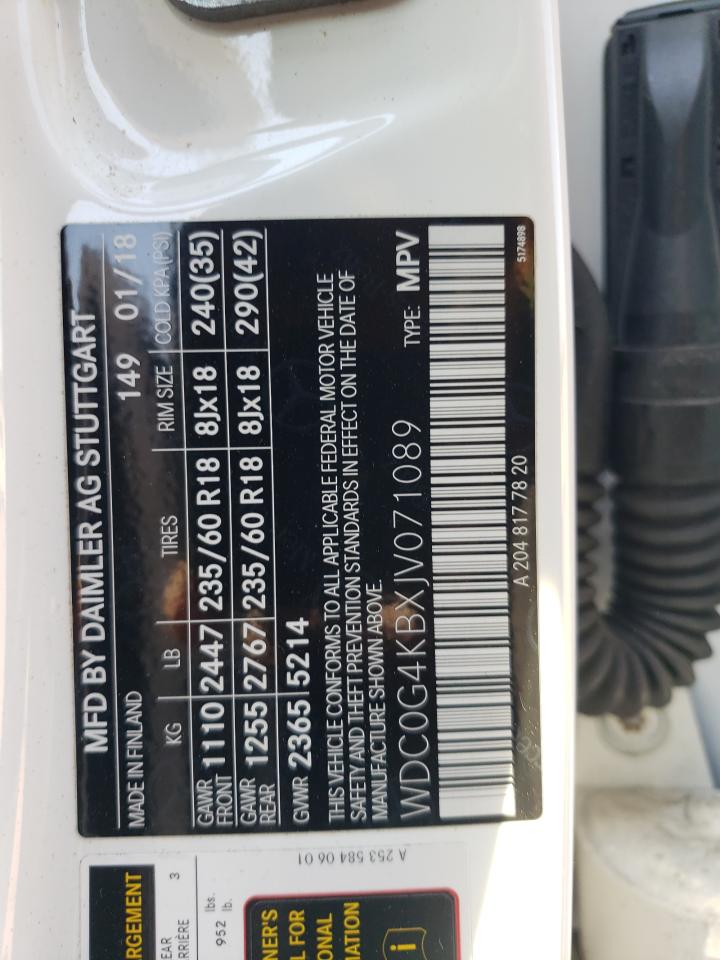 MFD BY DAIMLER AG STUTTGART
MADE IN FINLAND 149 01/18
KG LB TIRES RIM SIZE COLD KPA(PSI)
GAWR FRONT 1110 2447 235/60 R18 8Jx18 240(35)
GAWR REAR 1255 2767 235/60 R18 8Jx18 290(42)
GVWR 2365 5214
THIS VEHICLE CONFORMS TO ALL APPLICABLE FEDERAL MOTOR VEHICLE
SAFETY AND THEFT PREVENTION STANDARDS IN EFFECT ON THE DATE OF
MANUFACTURE SHOWN ABOVE.
WDC0G4KBXJV071089 TYPE: MPV
A 204 817 78 20
5174898
A 253 584 06 01
RGEMENT
EAR
RRIÈRE
3
952 lbs.
lb.
NER'S
L FOR
ONAL
MATION
i